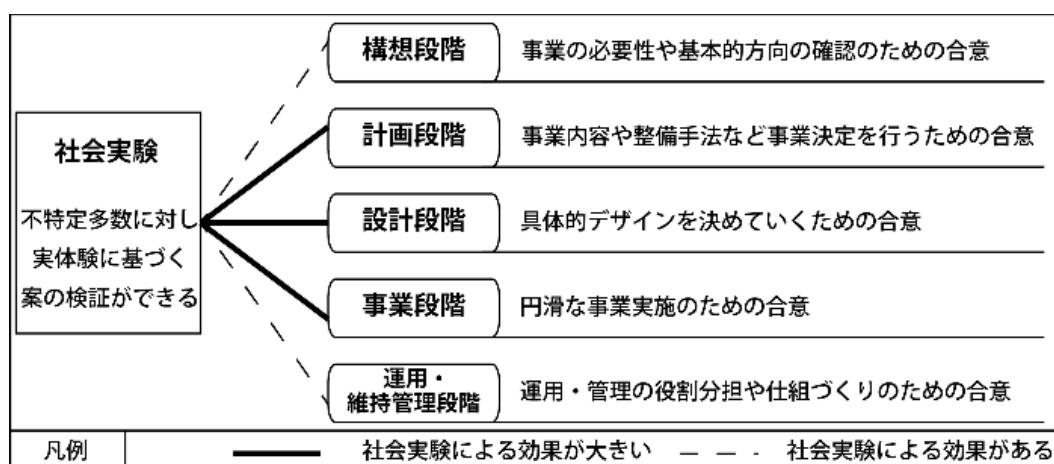 構想段階 事業の必要性や基本的方向の確認のための合意
計画段階 事業内容や整備手法など事業決定を行うための合意
社会実験
不特定多数に対し
実体験に基づく
案の検証ができる
設計段階 具体的デザインを決めていくための合意
事業段階 円滑な事業実施のための合意
運用・
維持管理段階 運用・管理の役割分担や仕組づくりのための合意
凡例 社会実験による効果が大きい 社会実験による効果がある